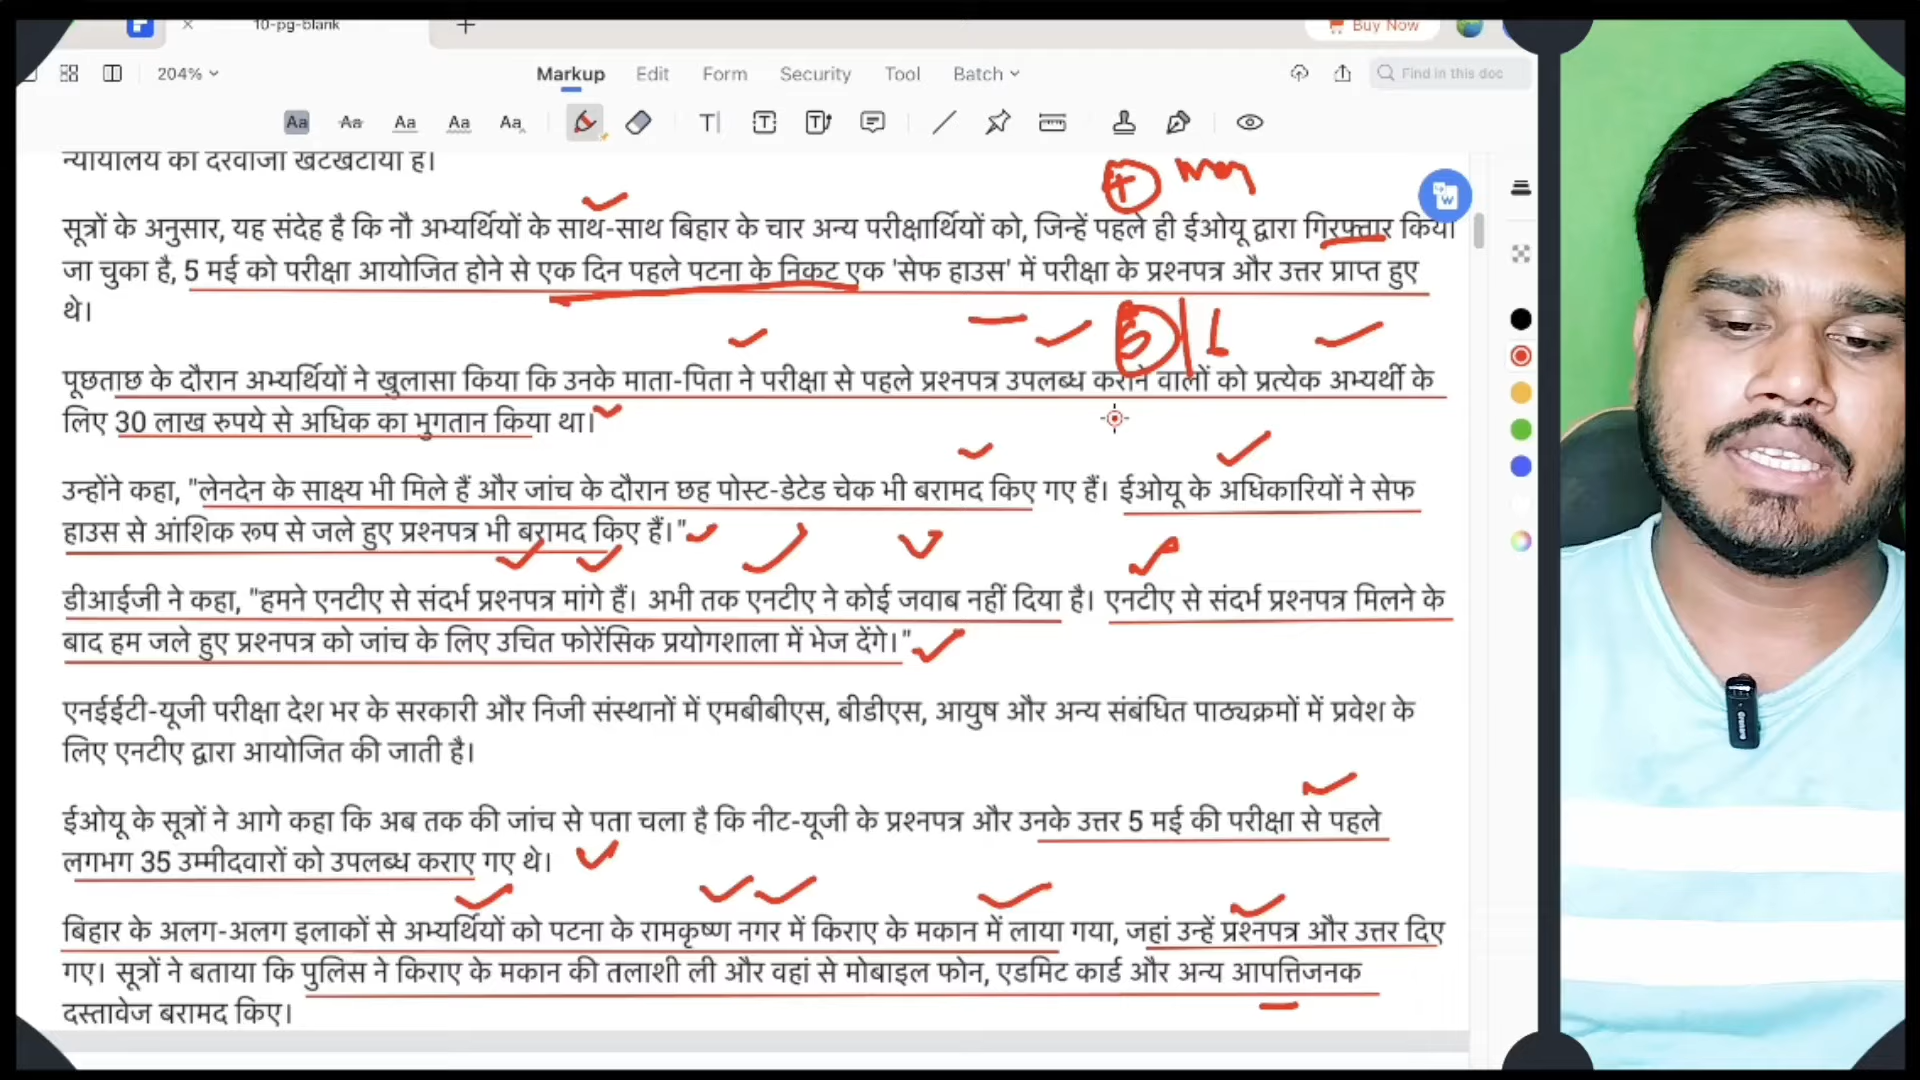 10-pg-blank
Buy Now
204%
Markup Edit Form Security Tool Batch
Find in this doc
Aa Aa Aa Aa Aa T T T
न्यायालय का दरवाजा खटखटाया है।
सूत्रों के अनुसार, यह संदेह है कि नौ अभ्यर्थियों के साथ-साथ बिहार के चार अन्य परीक्षार्थियों को, जिन्हें पहले ही ईओयू द्वारा गिरफ्तार किया
जा चुका है, 5 मई को परीक्षा आयोजित होने से एक दिन पहले पटना के निकट एक 'सेफ हाउस' में परीक्षा के प्रश्नपत्र और उत्तर प्राप्त हुए
थे।
पूछताछ के दौरान अभ्यर्थियों ने खुलासा किया कि उनके माता-पिता ने परीक्षा से पहले प्रश्नपत्र उपलब्ध कराने वालों को प्रत्येक अभ्यर्थी के
लिए 30 लाख रुपये से अधिक का भुगतान किया था।
उन्होंने कहा, "लेनदेन के साक्ष्य भी मिले हैं और जांच के दौरान छह पोस्ट-डेटेड चेक भी बरामद किए गए हैं। ईओयू के अधिकारियों ने सेफ
हाउस से आंशिक रूप से जले हुए प्रश्नपत्र भी बरामद किए हैं।"
डीआईजी ने कहा, "हमने एनटीए से संदर्भ प्रश्नपत्र मांगे हैं। अभी तक एनटीए ने कोई जवाब नहीं दिया है। एनटीए से संदर्भ प्रश्नपत्र मिलने के
बाद हम जले हुए प्रश्नपत्र को जांच के लिए उचित फोरेंसिक प्रयोगशाला में भेज देंगे।"
एनईईटी-यूजी परीक्षा देश भर के सरकारी और निजी संस्थानों में एमबीबीएस, बीडीएस, आयुष और अन्य संबंधित पाठ्यक्रमों में प्रवेश के
लिए एनटीए द्वारा आयोजित की जाती है।
ईओयू के सूत्रों ने आगे कहा कि अब तक की जांच से पता चला है कि नीट-यूजी के प्रश्नपत्र और उनके उत्तर 5 मई की परीक्षा से पहले
लगभग 35 उम्मीदवारों को उपलब्ध कराए गए थे।
बिहार के अलग-अलग इलाकों से अभ्यर्थियों को पटना के रामकृष्ण नगर में किराए के मकान में लाया गया, जहां उन्हें प्रश्नपत्र और उत्तर दिए
गए। सूत्रों ने बताया कि पुलिस ने किराए के मकान की तलाशी ली और वहां से मोबाइल फोन, एडमिट कार्ड और अन्य आपत्तिजनक
दस्तावेज बरामद किए।